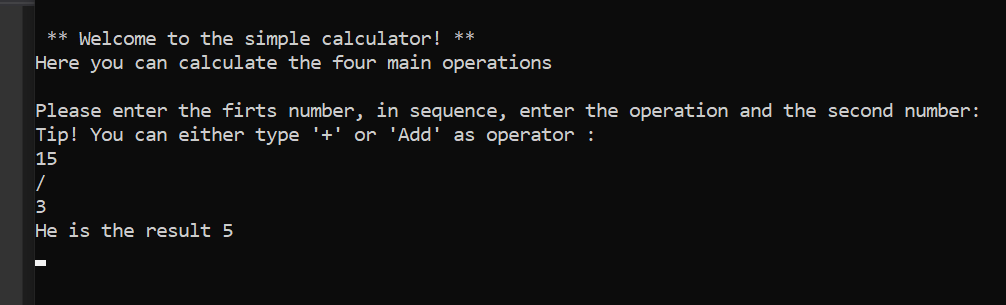 ** Welcome to the simple calculator! **
Here you can calculate the four main operations
Please enter the firts number, in sequence, enter the operation and the second number:
Tip! You can either type '+' or 'Add' as operator :
15
/
3
He is the result 5